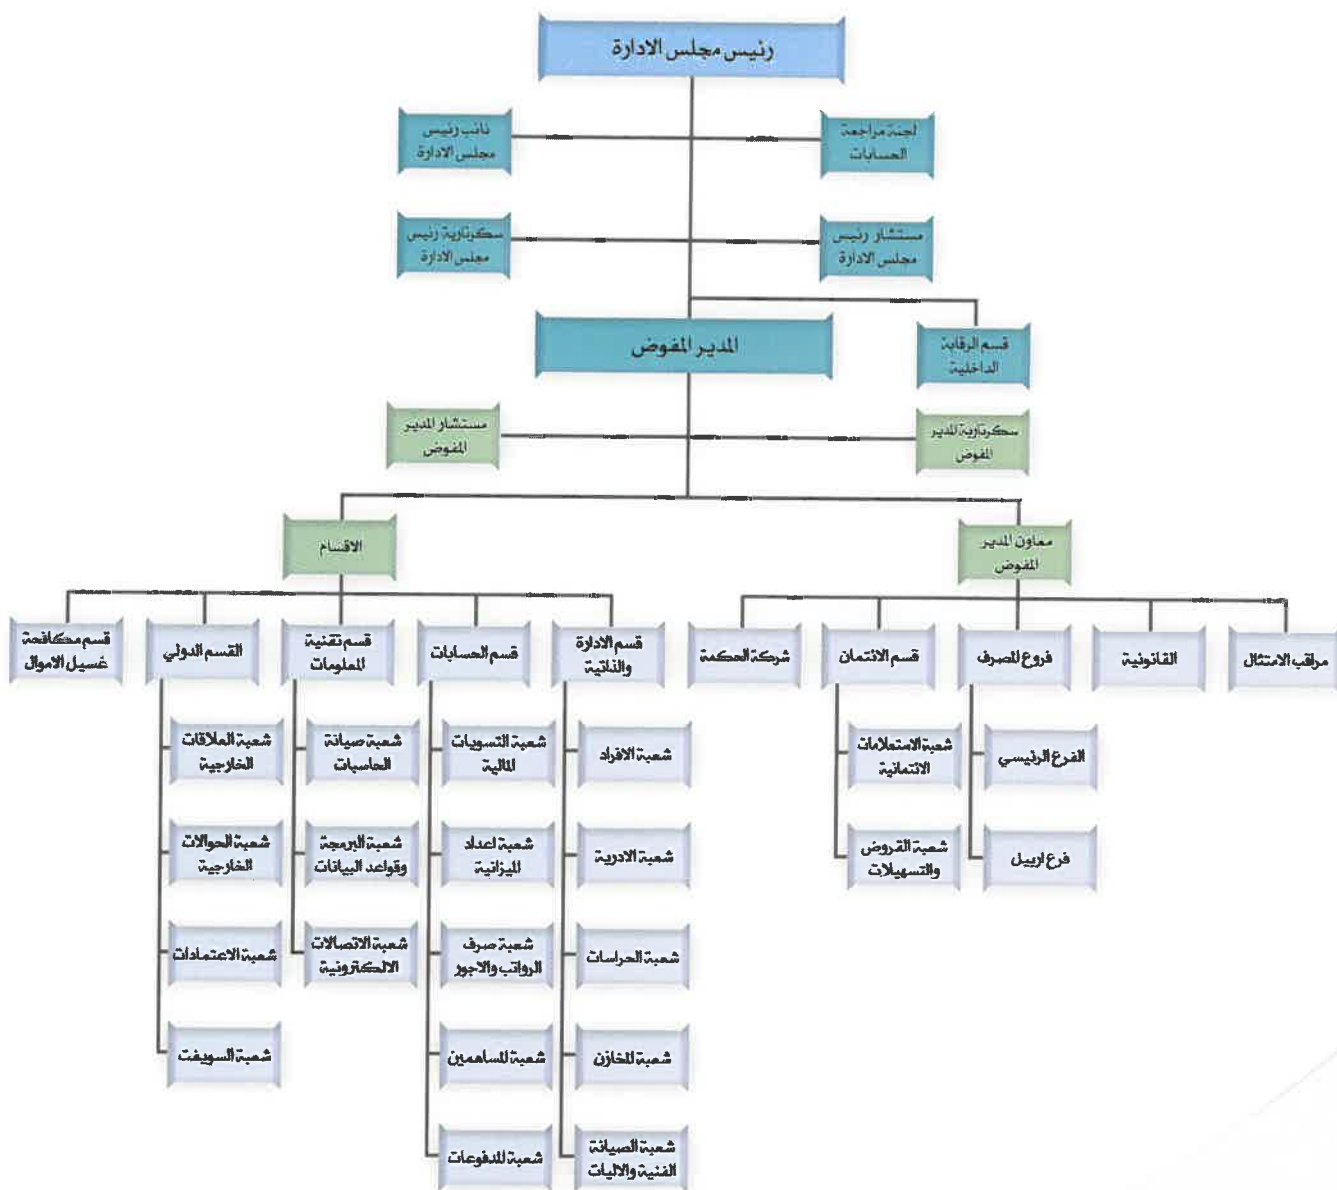 رئيس مجلس الادارة
لجنة مراجعة
الحسابات
نائب رئيس
مجلس الادارة
مستشار رئيس
مجلس الادارة
سكرتارية رئيس
مجلس الادارة
المدير المفوض
قسم الرقابة
الداخلية
سكرتارية المدير
المفوض
مستشار المدير
المفوض
معاون المدير
المفوض
الاقسام
مراقب الامتثال
القانونية
فروع المصرف
قسم الائتمان
شركة الحكمة
قسم الادارة
والذاتية
قسم الحسابات
قسم تقنية
المعلومات
القسم الدولي
قسم مكافحة
غسيل الاموال
الفرع الرئيسي
فرع اربيل
شعبة الاستعلامات
الائتمانية
شعبة القروض
والتسهيلات
شعبة الافراد
شعبة الادرية
شعبة الحراسات
شعبة المخازن
شعبة الصيانة
الفنية والاليات
شعبة التسويات
المالية
شعبة اعداد
الميزانية
شعبة صرف
الرواتب والاجور
شعبة المساهمين
شعبة المدفوعات
شعبة صيانة
الحاسبات
شعبة البرمجة
وقواعد البيانات
شعبة الاتصالات
الالكترونية
شعبة العلاقات
الخارجية
شعبة الحوالات
الخارجية
شعبة الاعتمادات
شعبة السويفت